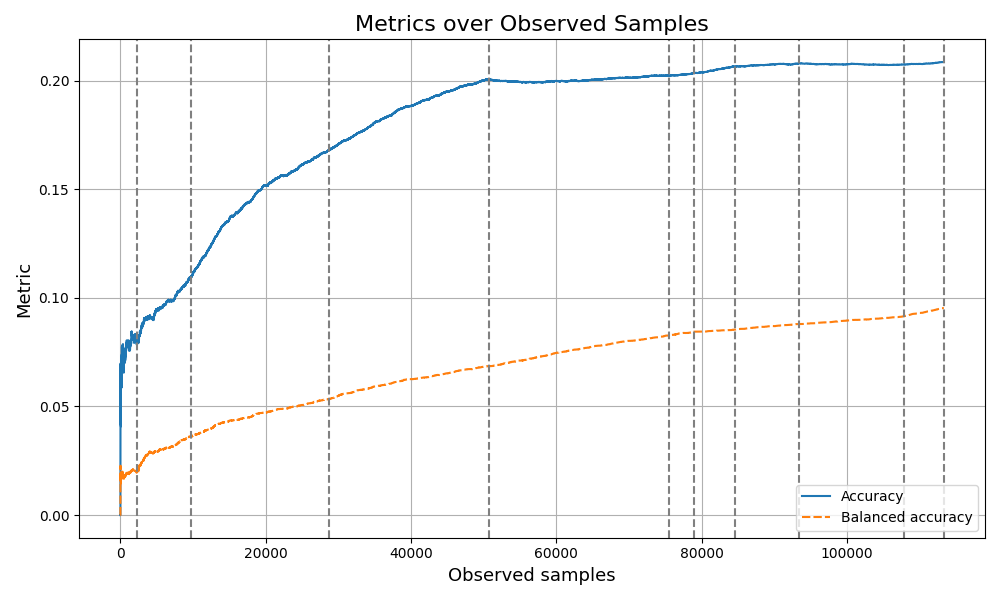 Metrics over Observed Samples
Metric
0.20
0.15
0.10
0.05
0.00
0
20000
40000
60000
80000
100000
Observed samples
Accuracy
Balanced accuracy